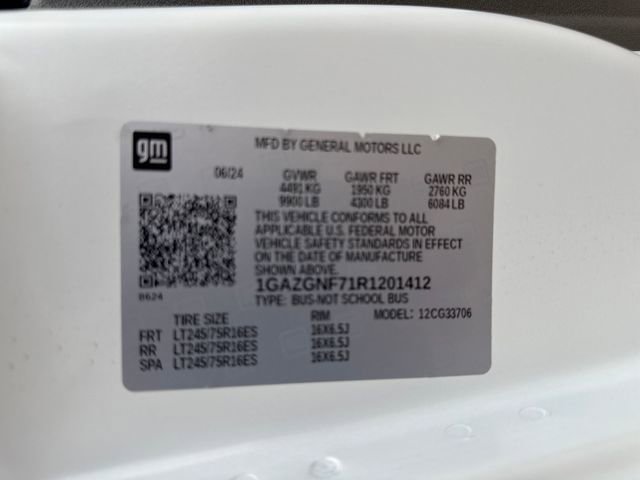 gm
MFD BY GENERAL MOTORS LLC
06/24 GVWR GAWR FRT GAWR RR
4491 KG 1950 KG 2760 KG
9900 LB 4300 LB 6084 LB
THIS VEHICLE CONFORMS TO ALL
APPLICABLE U.S. FEDERAL MOTOR
VEHICLE SAFETY STANDARDS IN EFFECT
ON THE DATE OF MANUFACTURE
SHOWN ABOVE.
1GAZGNF71R1201412
8624
TYPE: BUS-NOT SCHOOL BUS
MODEL: 12CG33706
TIRE SIZE RIM
FRT LT245/75R16ES 16X6.5J
RR LT245/75R16ES 16X6.5J
SPA LT245/75R16ES 16X6.5J